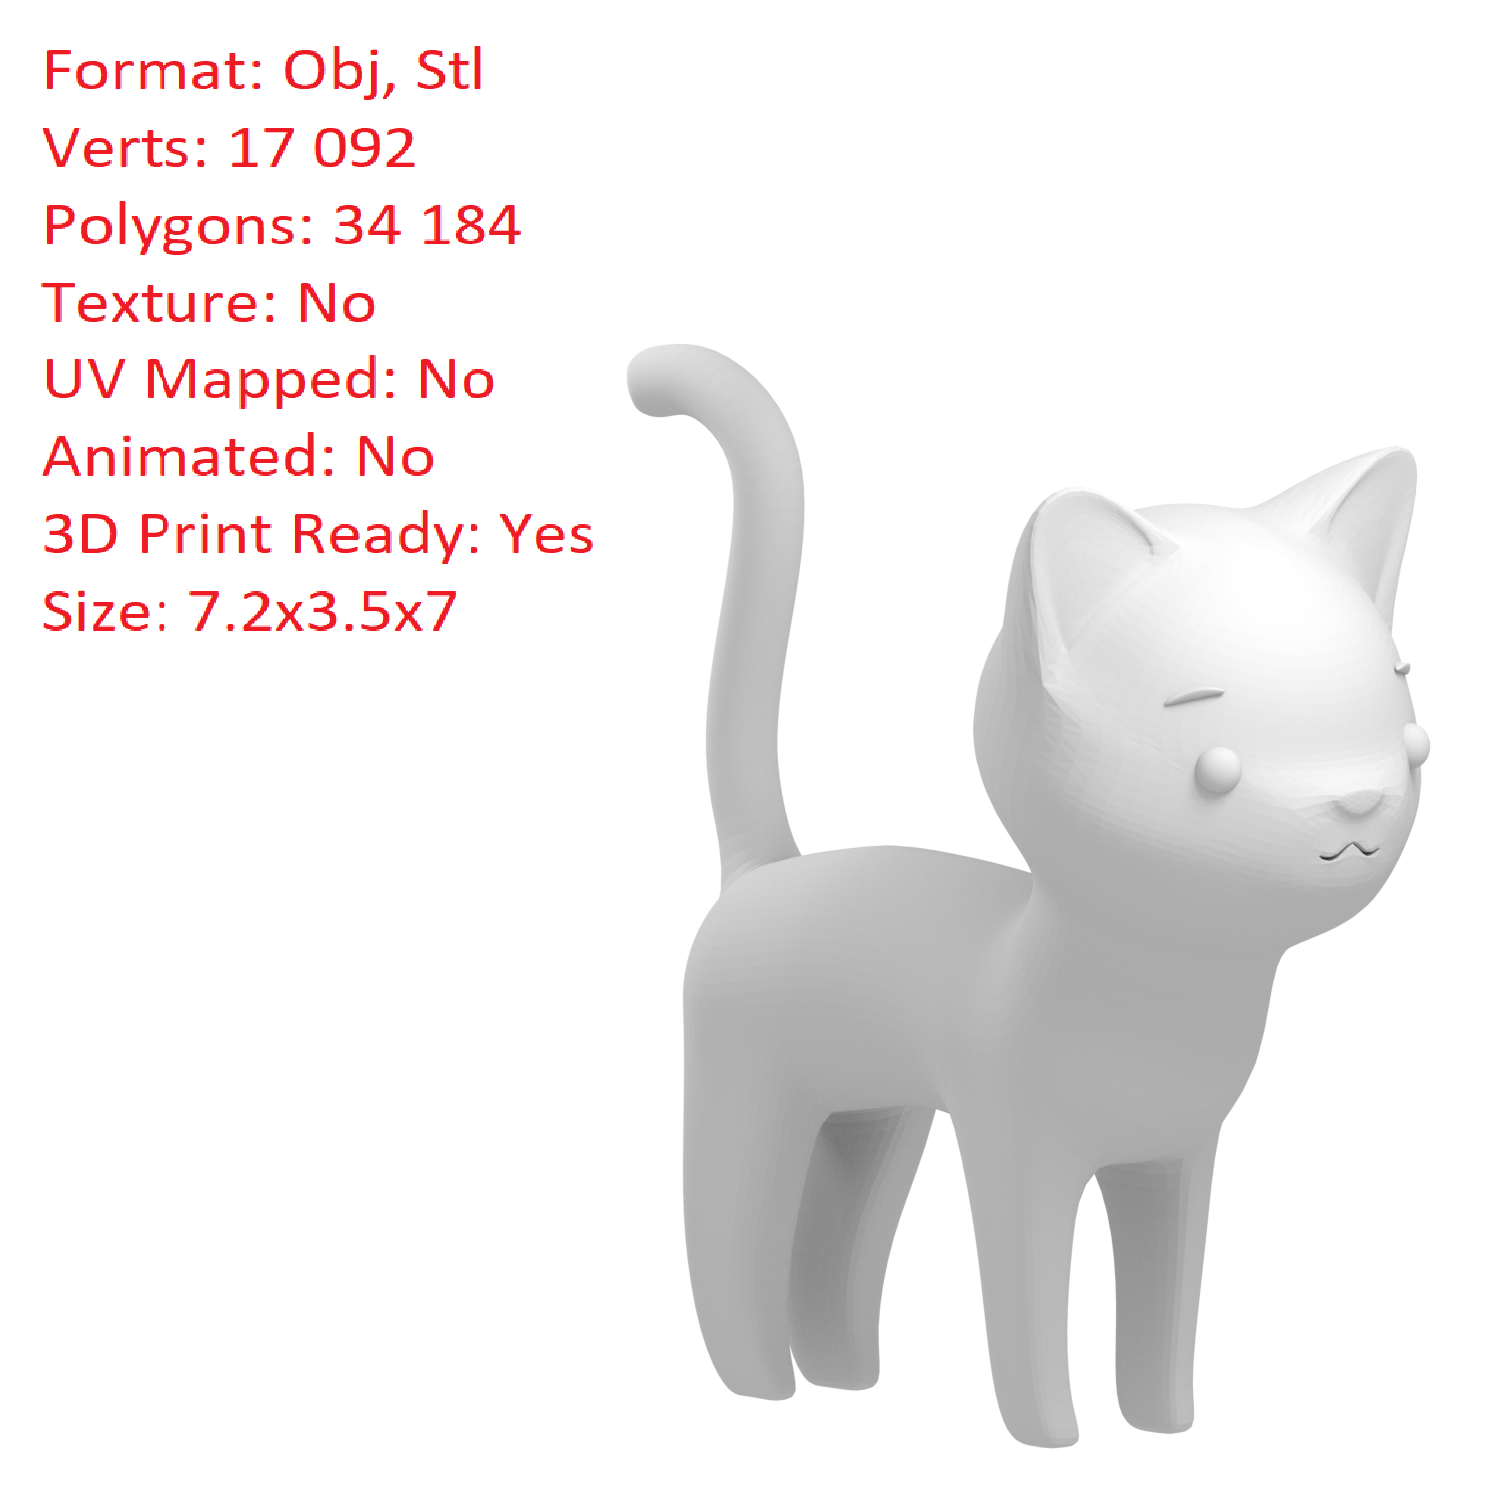 Format: Obj, Stl
Verts: 17 092
Polygons: 34 184
Texture: No
UV Mapped: No
Animated: No
3D Print Ready: Yes
Size: 7.2x3.5x7